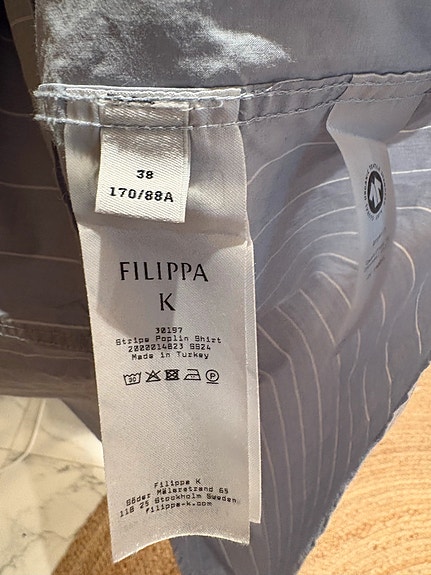 38
170/88A
FILIPPA
K
30197
Stripe Poplin Shirt
2000014823 SS24
Made in Turkey
30
P
Filippa K
Söder Mälarstrand 65
118 25 Stockholm Sweden
filippa-k.com